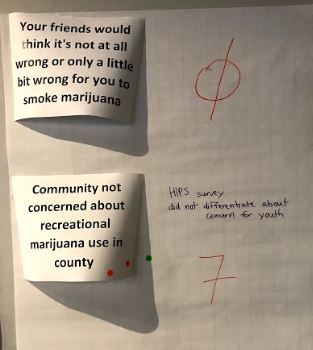 Your friends would
think it's not at all
wrong or only a little
bit wrong for you to
smoke marijuana
Ø
Community not
concerned about
recreational
marijuana use in
county
HIPS survey
did not differentiate about
concern for youth
7